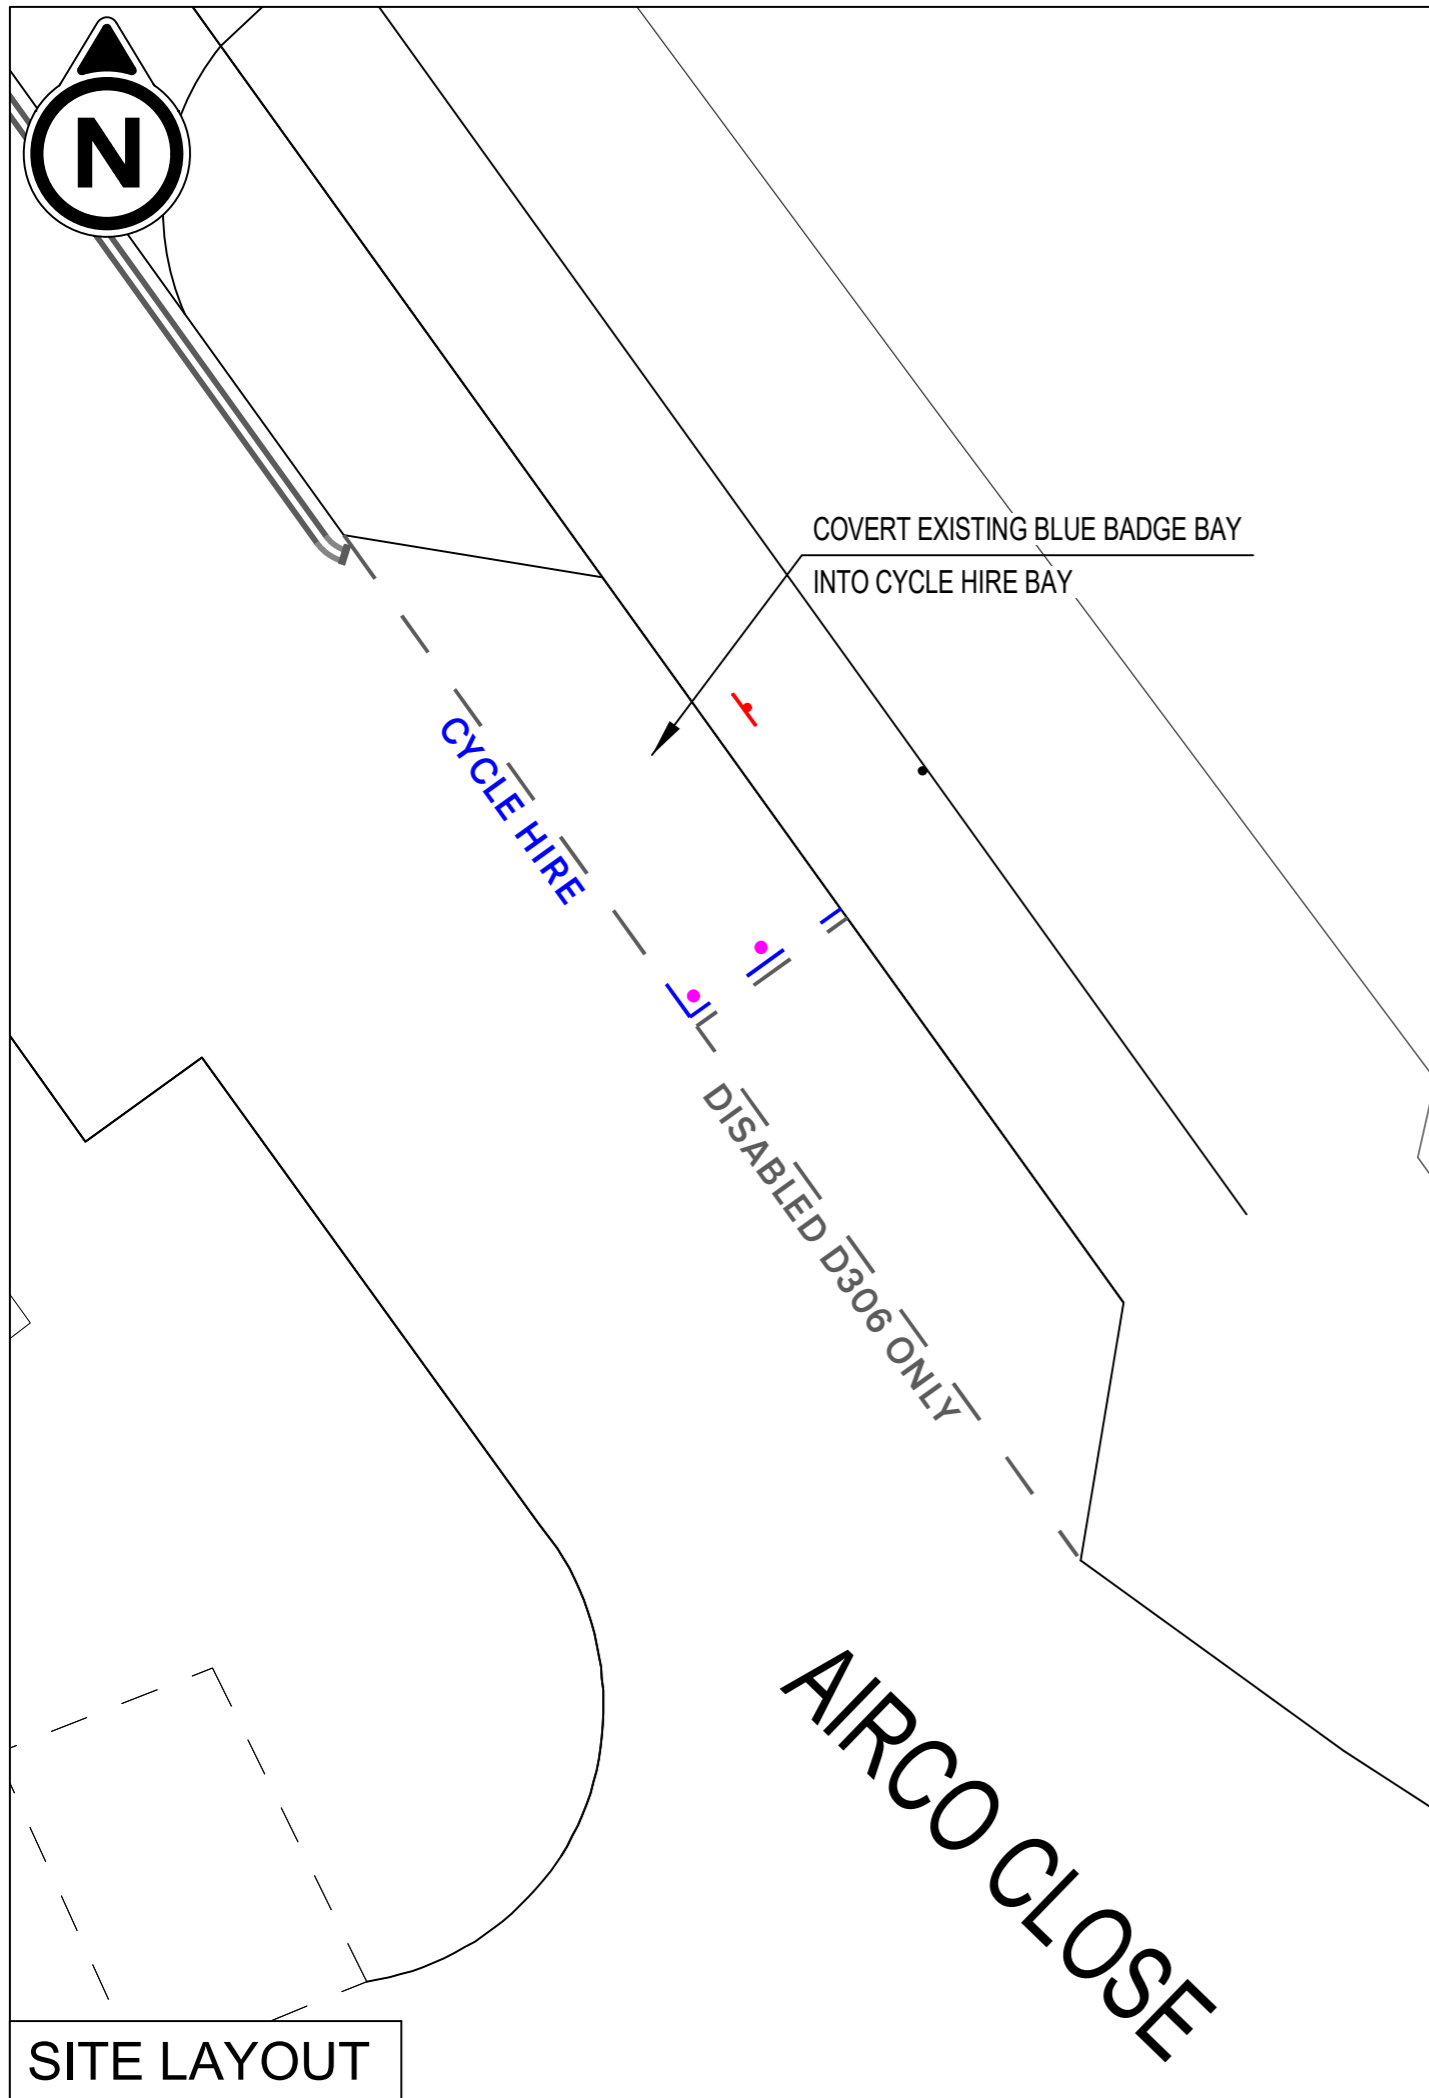 N
COVERT EXISTING BLUE BADGE BAY
INTO CYCLE HIRE BAY
CYCLE HIRE
DISABLED D306 ONLY
AIRCO CLOSE
SITE LAYOUT